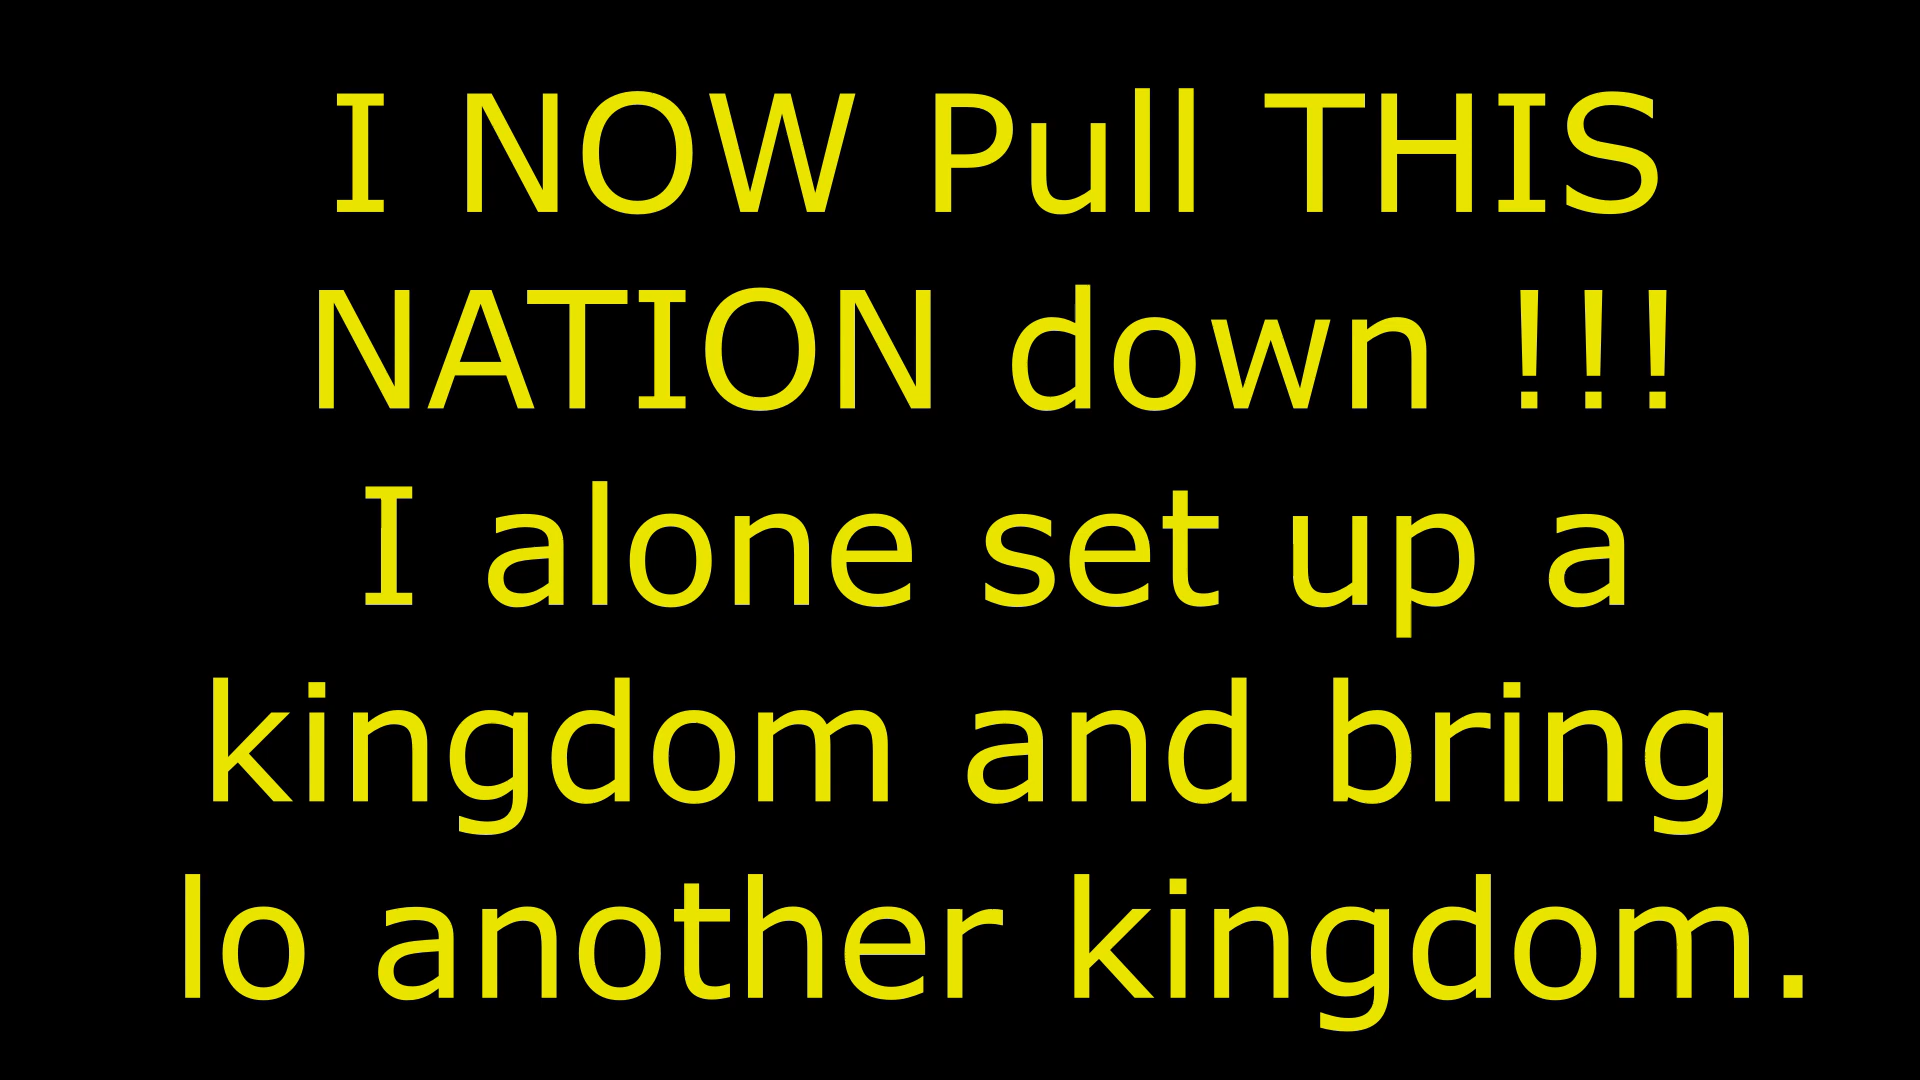 I NOW Pull THIS
NATION down !!!
I alone set up a
kingdom and bring
lo another kingdom.